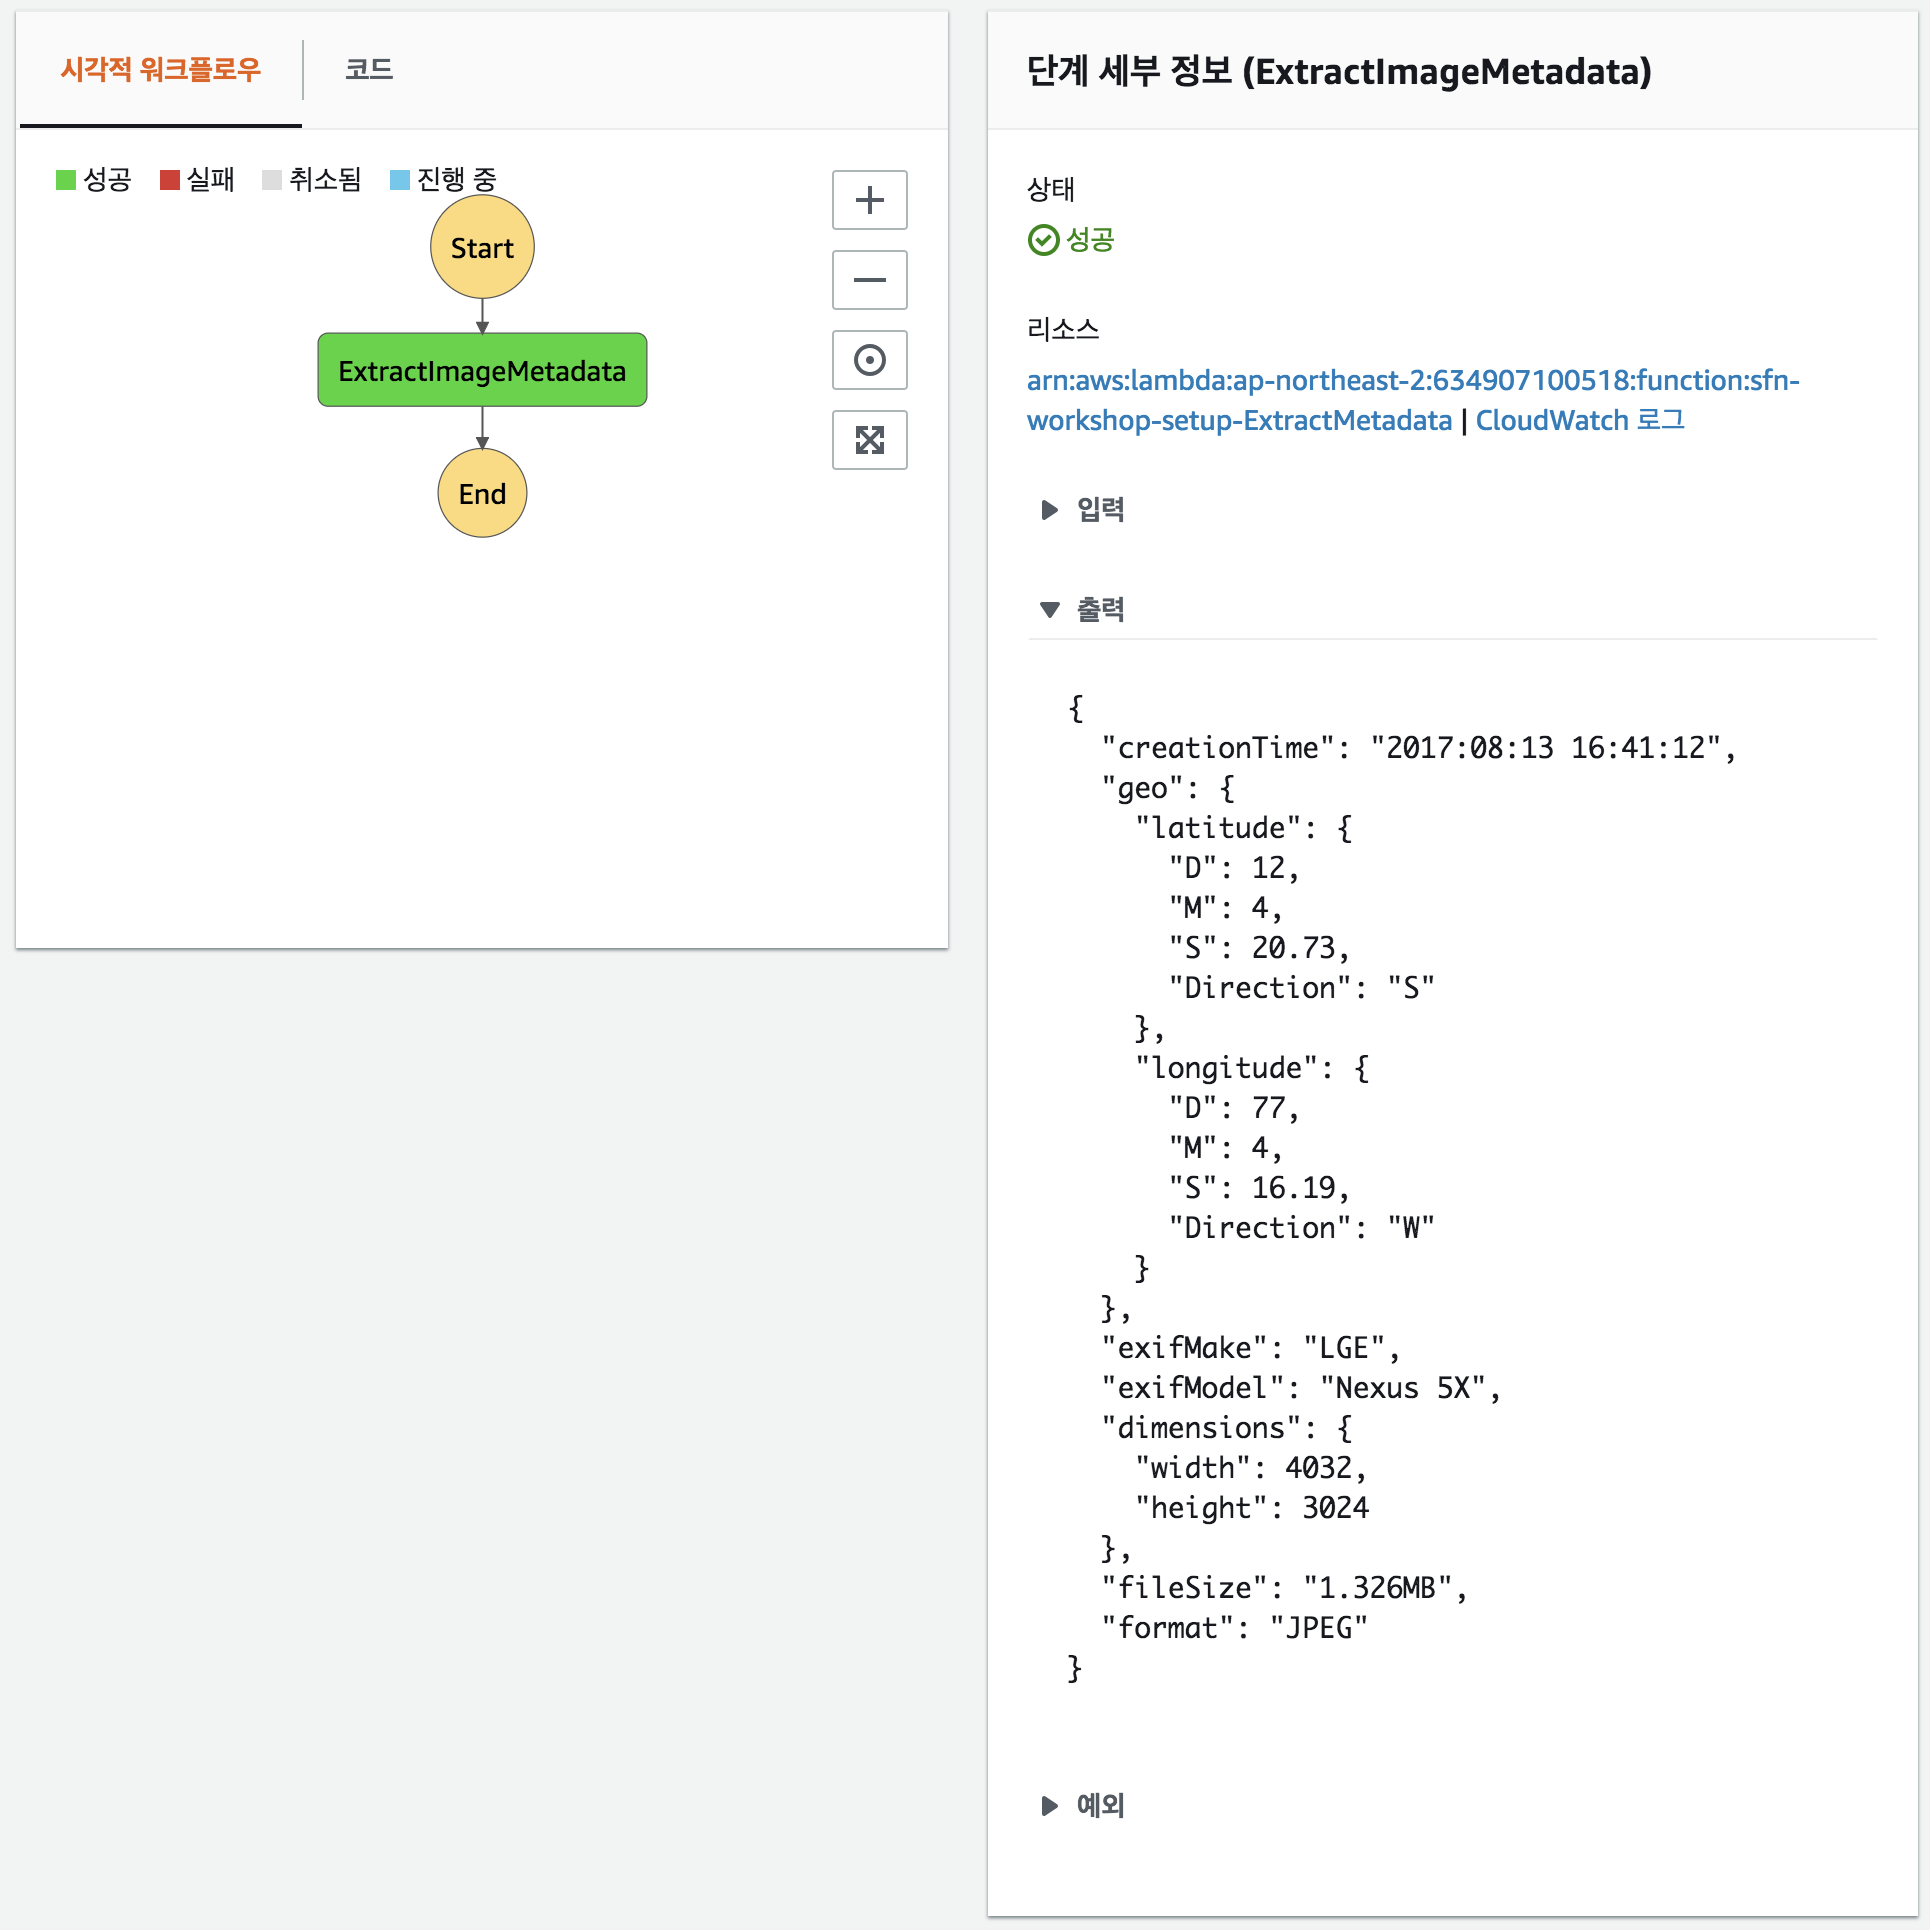 시각적 워크플로우
코드
성공
실패
취소됨
진행 중
Start
ExtractImageMetadata
End
단계 세부 정보 (ExtractImageMetadata)
상태
성공
리소스
arn:aws:lambda:ap-northeast-2:634907100518:function:sfn-
workshop-setup-ExtractMetadata | CloudWatch 로그
입력
출력
{
  "creationTime": "2017:08:13 16:41:12",
  "geo": {
    "latitude": {
      "D": 12,
      "M": 4,
      "S": 20.73,
      "Direction": "S"
    },
    "longitude": {
      "D": 77,
      "M": 4,
      "S": 16.19,
      "Direction": "W"
    }
  },
  "exifMake": "LGE",
  "exifModel": "Nexus 5X",
  "dimensions": {
    "width": 4032,
    "height": 3024
  },
  "fileSize": "1.326MB",
  "format": "JPEG"
}
예외